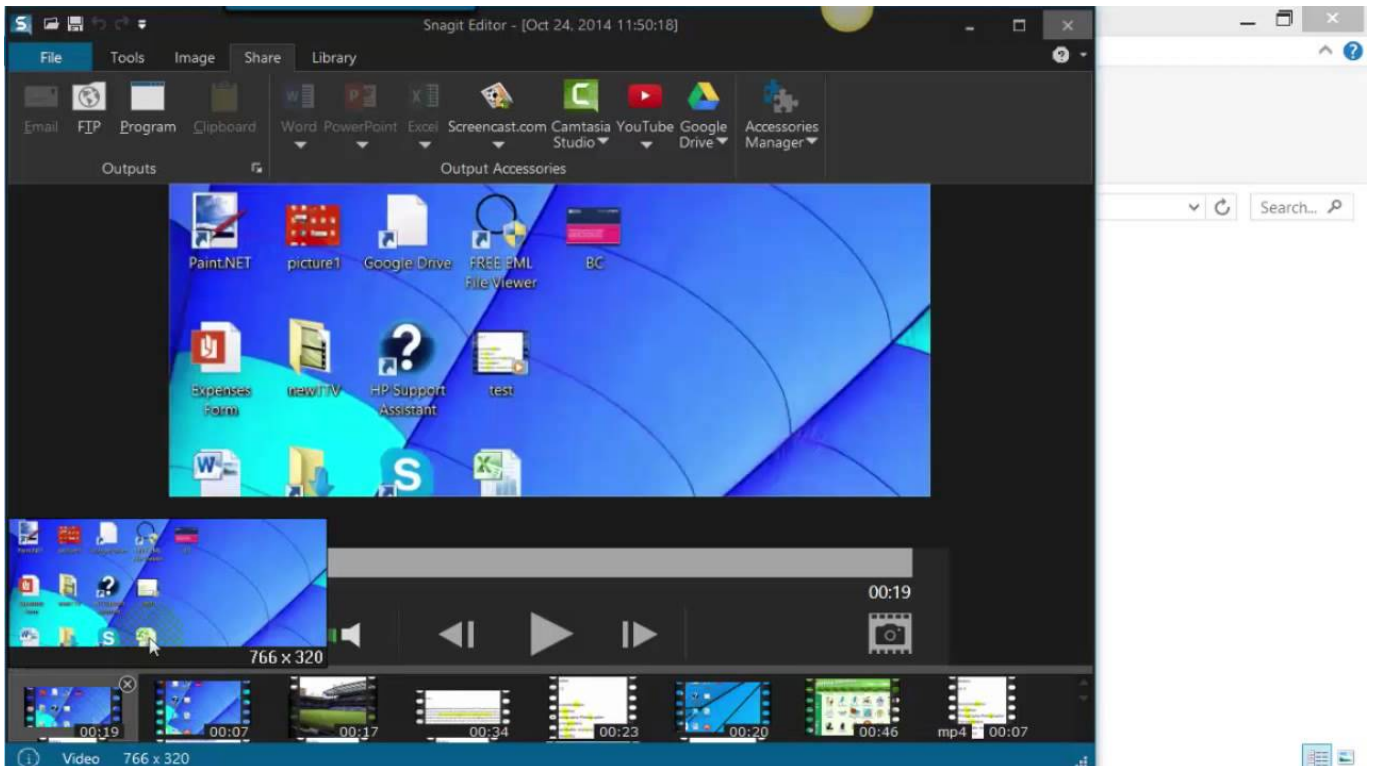 Snagit Editor - [Oct 24, 2014 11:50:18]
File Tools Image Share Library
Email FTP Program Clipboard Word PowerPoint Excel Screencast.com Camtasia Studio YouTube Google Drive Accessories Manager
Outputs Output Accessories
Search...
Paint.NET picture1 Google Drive FREE EML File Viewer BC
Expenses Form newTTV HP Support Assistant test
00:19
766 x 320
00:19 00:07 00:17 00:34 00:23 00:20 00:46 mp4 00:07
Video 766 x 320